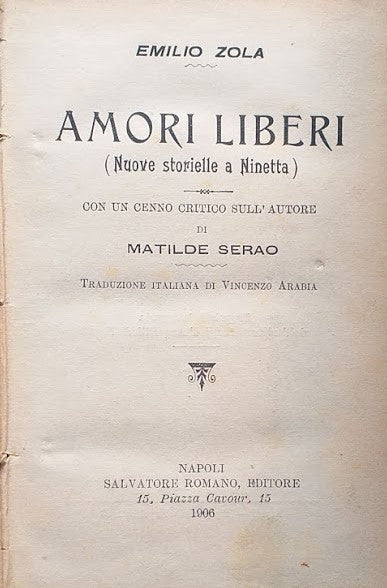 EMILIO ZOLA
AMORI LIBERI
(Nuove storielle a Ninetta)
CON UN CENNO CRITICO SULL'AUTORE
DI
MATILDE SERAO
TRADUZIONE ITALIANA DI VINCENZO ARABIA
NAPOLI
SALVATORE ROMANO, EDITORE
15, Piazza Cavour, 15
1906